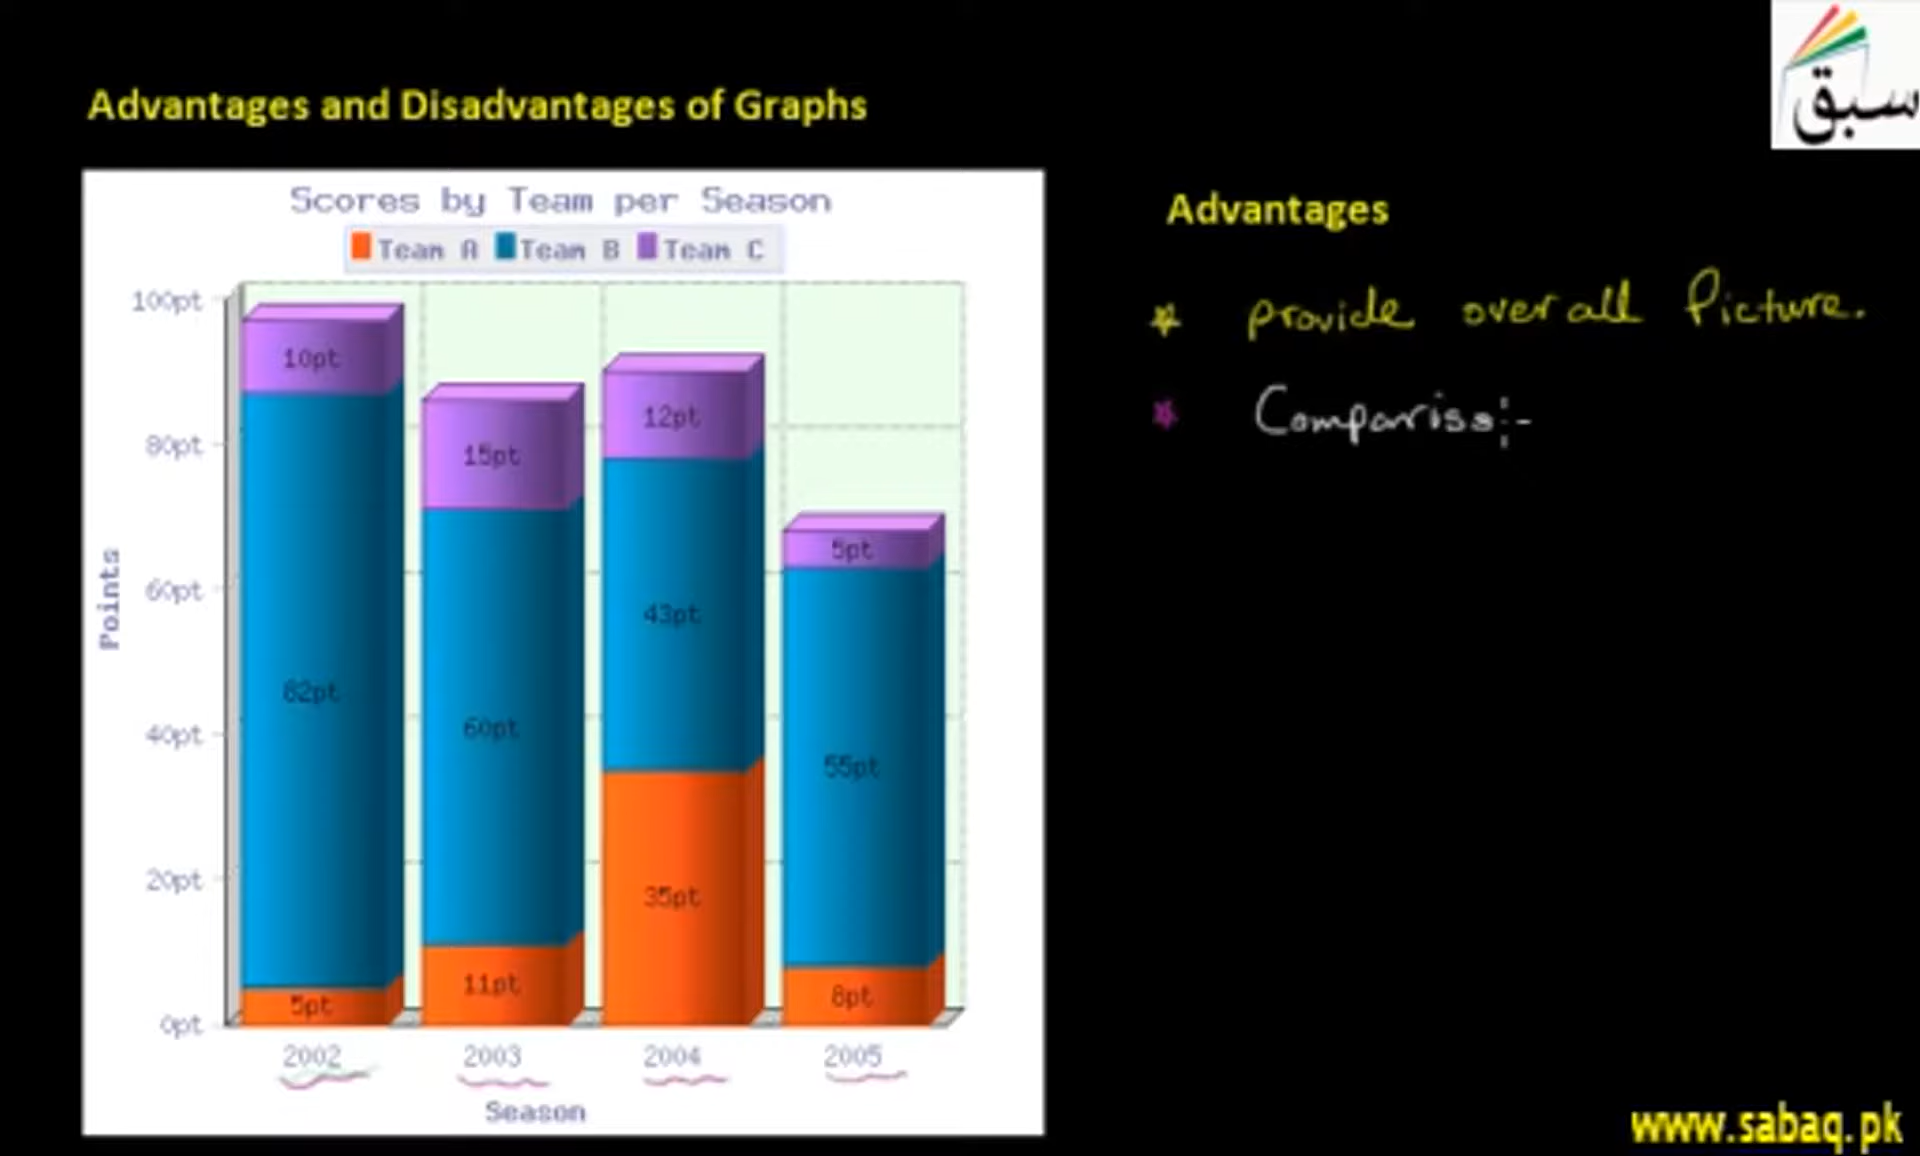 سبق
Advantages and Disadvantages of Graphs
Scores by Team per Season
Team A Team B Team C
100pt
80pt
60pt
40pt
20pt
0pt
Points
10pt
82pt
5pt
15pt
60pt
11pt
12pt
43pt
35pt
5pt
55pt
8pt
2002 2003 2004 2005
Season
Advantages
* provide overall Picture.
* 
www.sabaq.pk